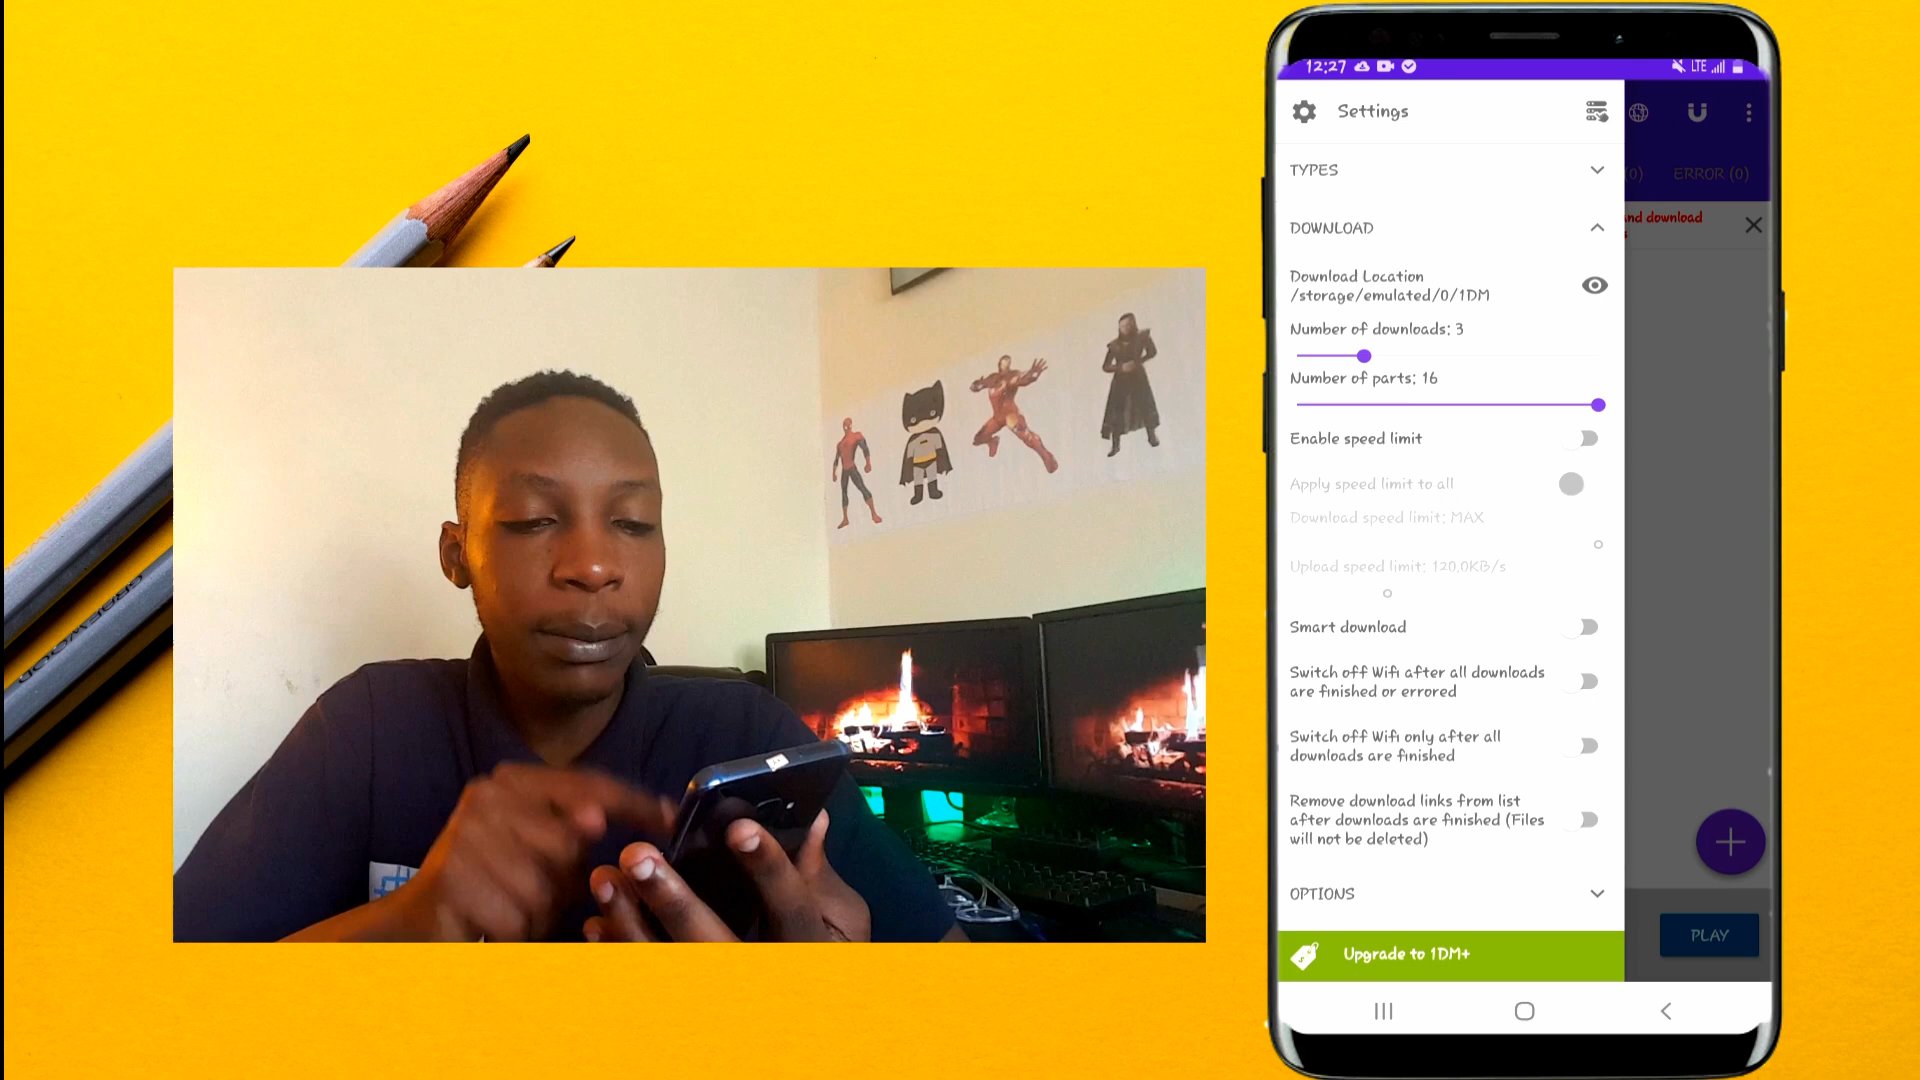 12:27
LTE
Settings
TYPES
DOWNLOAD
Download Location
/storage/emulated/0/1DM
Number of downloads: 3
Number of parts: 16
Enable speed limit
Apply speed limit to all
Download speed limit: MAX
Upload speed limit: 120.0KB/s
Smart download
Switch off Wifi after all downloads
are finished or errored
Switch off Wifi only after all
downloads are finished
Remove download links from list
after downloads are finished (Files
will not be deleted)
OPTIONS
Upgrade to 1DM+
(0)
ERROR (0)
and download
PLAY